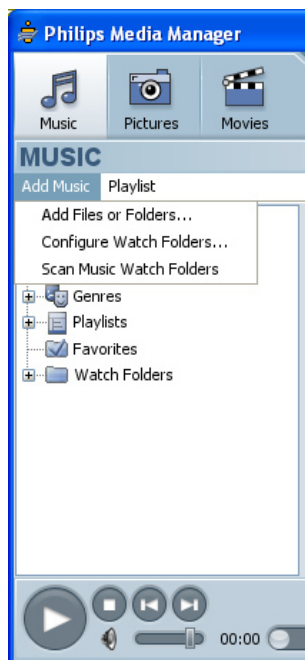 Philips Media Manager
Music Pictures Movies
MUSIC
Add Music Playlist
Add Files or Folders...
Configure Watch Folders...
Scan Music Watch Folders
Genres
Playlists
Favorites
Watch Folders
00:00